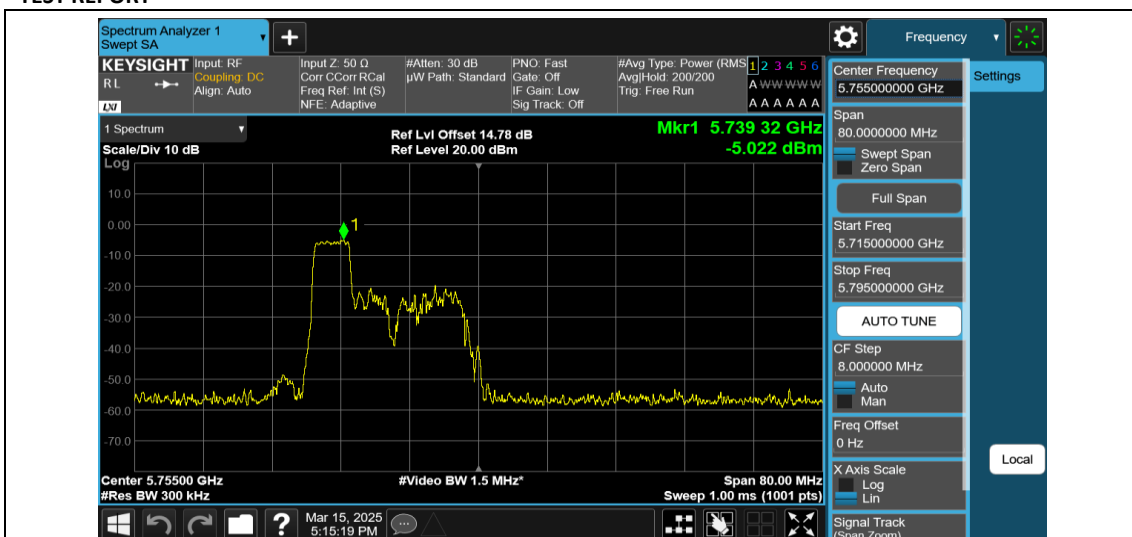 TEST REPORT
Spectrum Analyzer 1
Swept SA
Frequency
KEYSIGHT
R L
LXI
Input: RF
Coupling: DC
Align: Auto
Input Z: 50 Ω
Corr CCorr RCal
Freq Ref: Int (S)
NFE: Adaptive
#Atten: 30 dB
µW Path: Standard
PNO: Fast
Gate: Off
IF Gain: Low
Sig Track: Off
#Avg Type: Power (RMS
Avg|Hold: 200/200
Trig: Free Run
1 2 3 4 5 6
A W W W W W
A A A A A A
1 Spectrum
Scale/Div 10 dB
Log
Ref Lvl Offset 14.78 dB
Ref Level 20.00 dBm
Mkr1 5.739 32 GHz
-5.022 dBm
10.0
0.00
-10.0
-20.0
-30.0
-40.0
-50.0
-60.0
-70.0
1
Center 5.75500 GHz
#Res BW 300 kHz
#Video BW 1.5 MHz*
Span 80.00 MHz
Sweep 1.00 ms (1001 pts)
?
Mar 15, 2025
5:15:19 PM
Center Frequency
5.755000000 GHz
Span
80.0000000 MHz
Swept Span
Zero Span
Full Span
Start Freq
5.715000000 GHz
Stop Freq
5.795000000 GHz
AUTO TUNE
CF Step
8.000000 MHz
Auto
Man
Freq Offset
0 Hz
X Axis Scale
Log
Lin
Signal Track
(Span Zoom)
Settings
Local